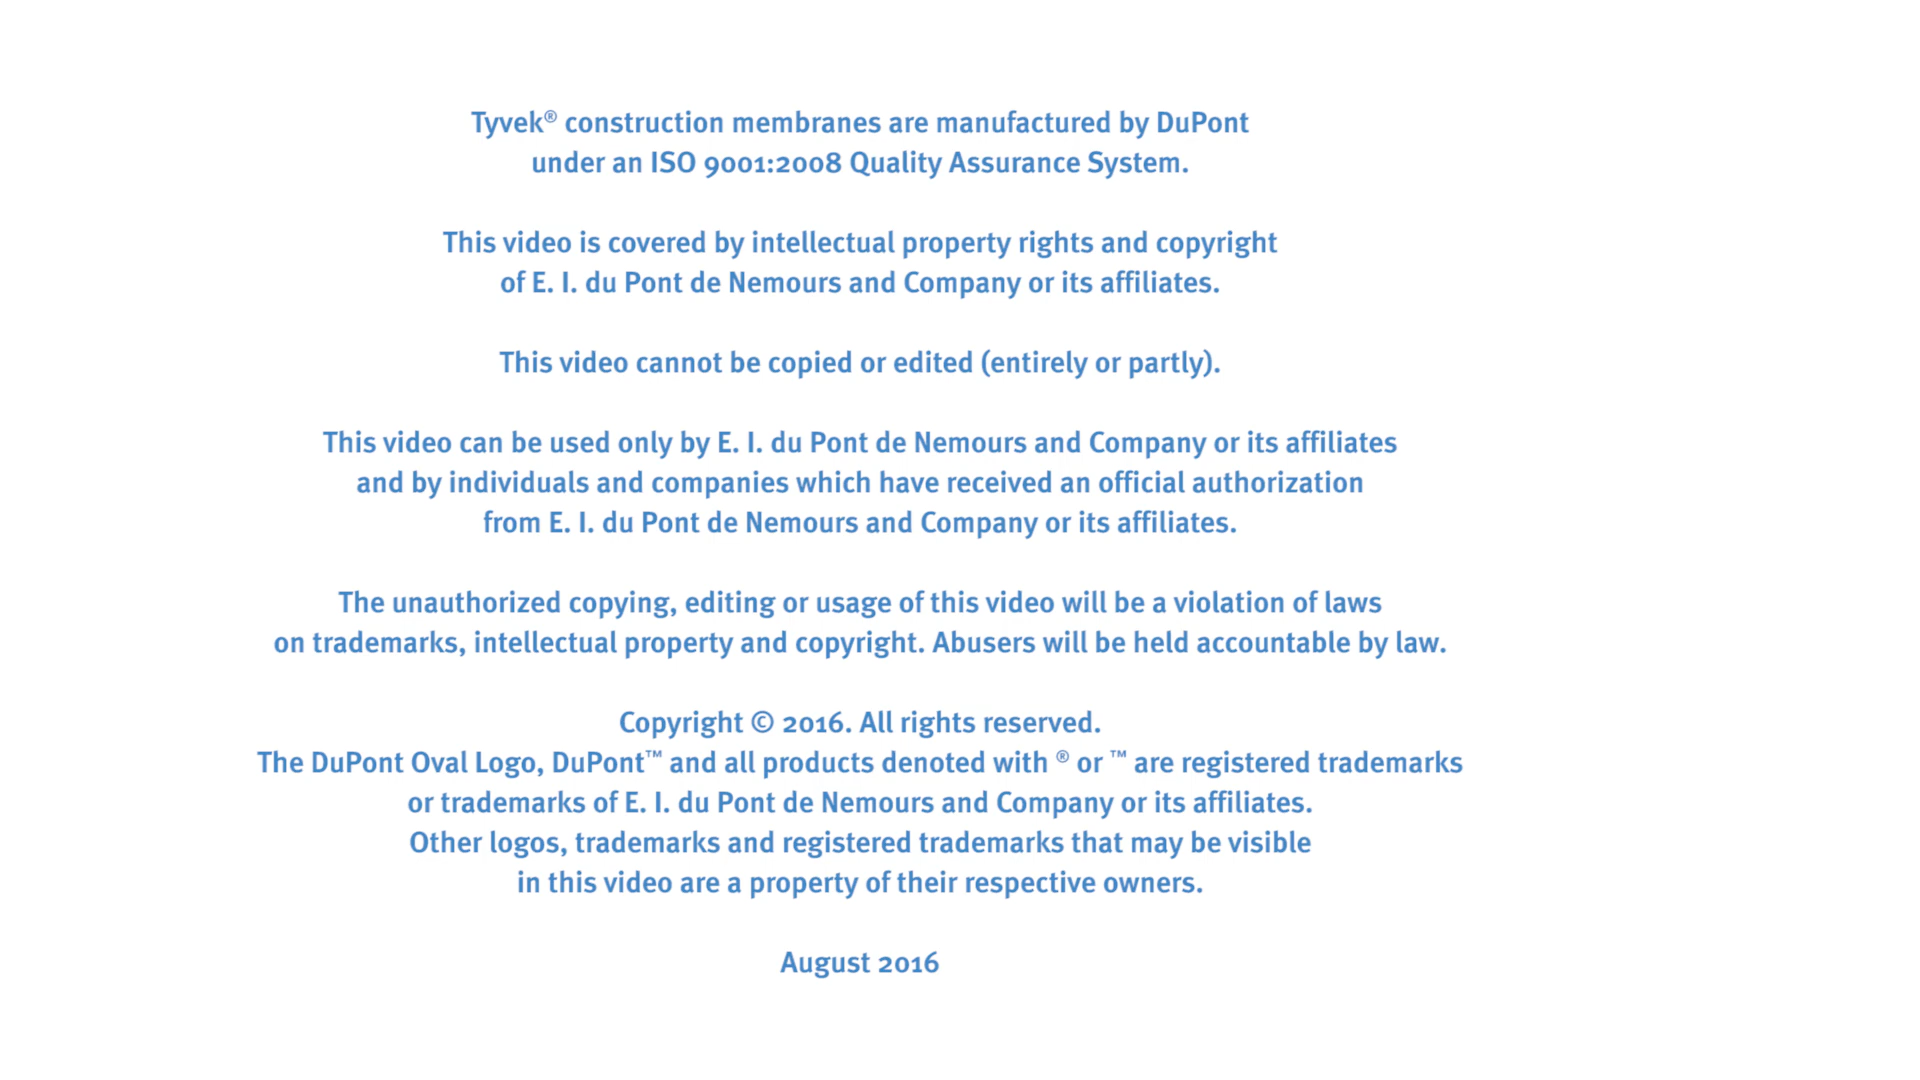 Tyvek® construction membranes are manufactured by DuPont
under an ISO 9001:2008 Quality Assurance System.
This video is covered by intellectual property rights and copyright
of E. I. du Pont de Nemours and Company or its affiliates.
This video cannot be copied or edited (entirely or partly).
This video can be used only by E. I. du Pont de Nemours and Company or its affiliates
and by individuals and companies which have received an official authorization
from E. I. du Pont de Nemours and Company or its affiliates.
The unauthorized copying, editing or usage of this video will be a violation of laws
on trademarks, intellectual property and copyright. Abusers will be held accountable by law.
Copyright © 2016. All rights reserved.
The DuPont Oval Logo, DuPont™ and all products denoted with ® or ™ are registered trademarks
or trademarks of E. I. du Pont de Nemours and Company or its affiliates.
Other logos, trademarks and registered trademarks that may be visible
in this video are a property of their respective owners.
August 2016